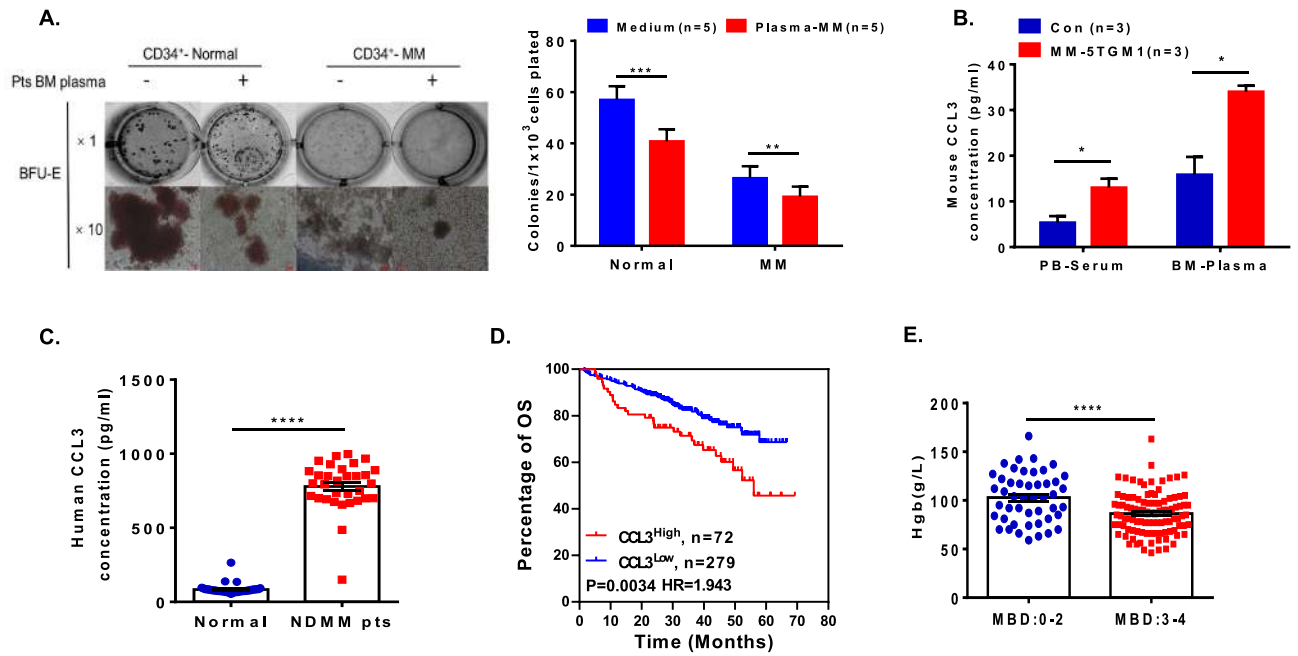 A.
CD34⁺- Normal
CD34⁺- MM
Pts BM plasma
-
+
-
+
BFU-E
× 1
× 10
Medium(n=5)
Plasma-MM(n=5)
Colonies/1x10³ cells plated
80
60
40
20
0
***
**
Normal
MM
B.
Con (n=3)
MM-5TGM1(n=3)
Mouse CCL3
concentration (pg/ml)
40
30
20
10
0
*
*
PB-Serum
BM-Plasma
C.
Human CCL3
concentration (pg/ml)
1500
1000
500
0
****
Normal
NDMM pts
D.
Percentage of OS
100
80
60
40
20
0
CCL3ᴴⁱᵍʰ, n=72
CCL3ᴸᵒʷ, n=279
P=0.0034 HR=1.943
0 10 20 30 40 50 60 70 80
Time (Months)
E.
Hgb(g/L)
200
150
100
50
0
****
MBD:0-2
MBD:3-4